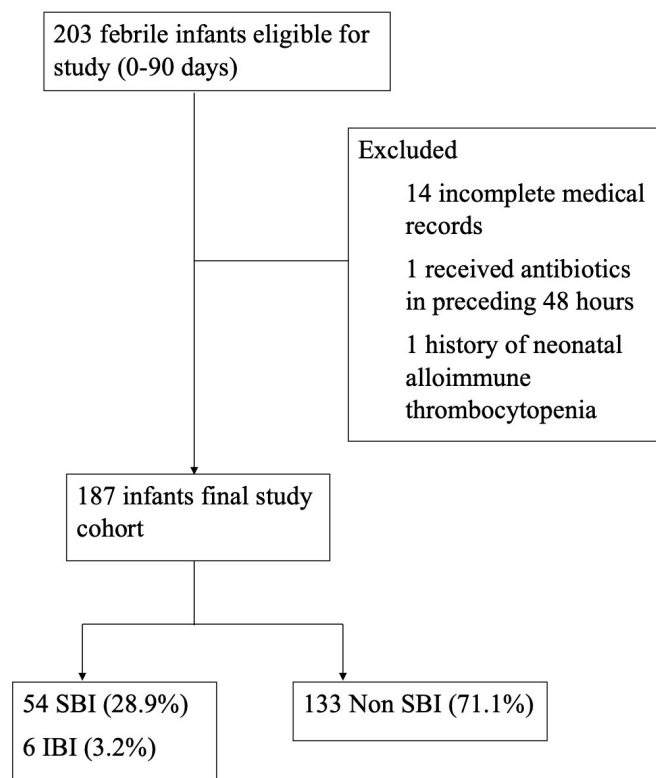 203 febrile infants eligible for
study (0-90 days)
Excluded
14 incomplete medical
records
1 received antibiotics
in preceding 48 hours
1 history of neonatal
alloimmune
thrombocytopenia
187 infants final study
cohort
54 SBI (28.9%)
6 IBI (3.2%)
133 Non SBI (71.1%)